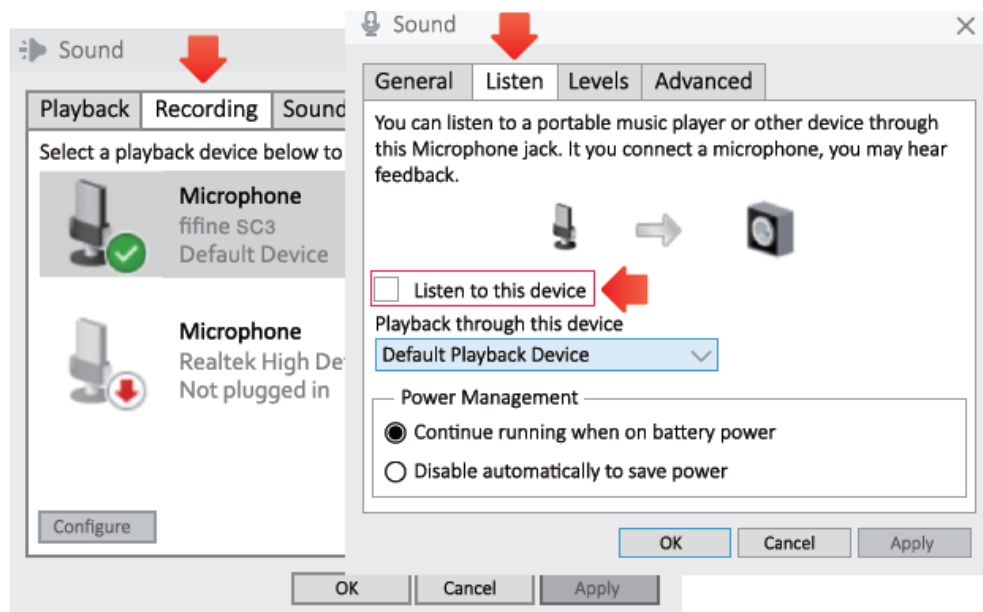 Sound
Playback
Recording
Sound
Select a playback device below to
Microphone
fifine SC3
Default Device
Microphone
Realtek High De
Not plugged in
Configure
OK
Cancel
Apply
Sound
General
Listen
Levels
Advanced
You can listen to a portable music player or other device through
this Microphone jack. It you connect a microphone, you may hear
feedback.
Listen to this device
Playback through this device
Default Playback Device
Power Management
Continue running when on battery power
Disable automatically to save power
OK
Cancel
Apply